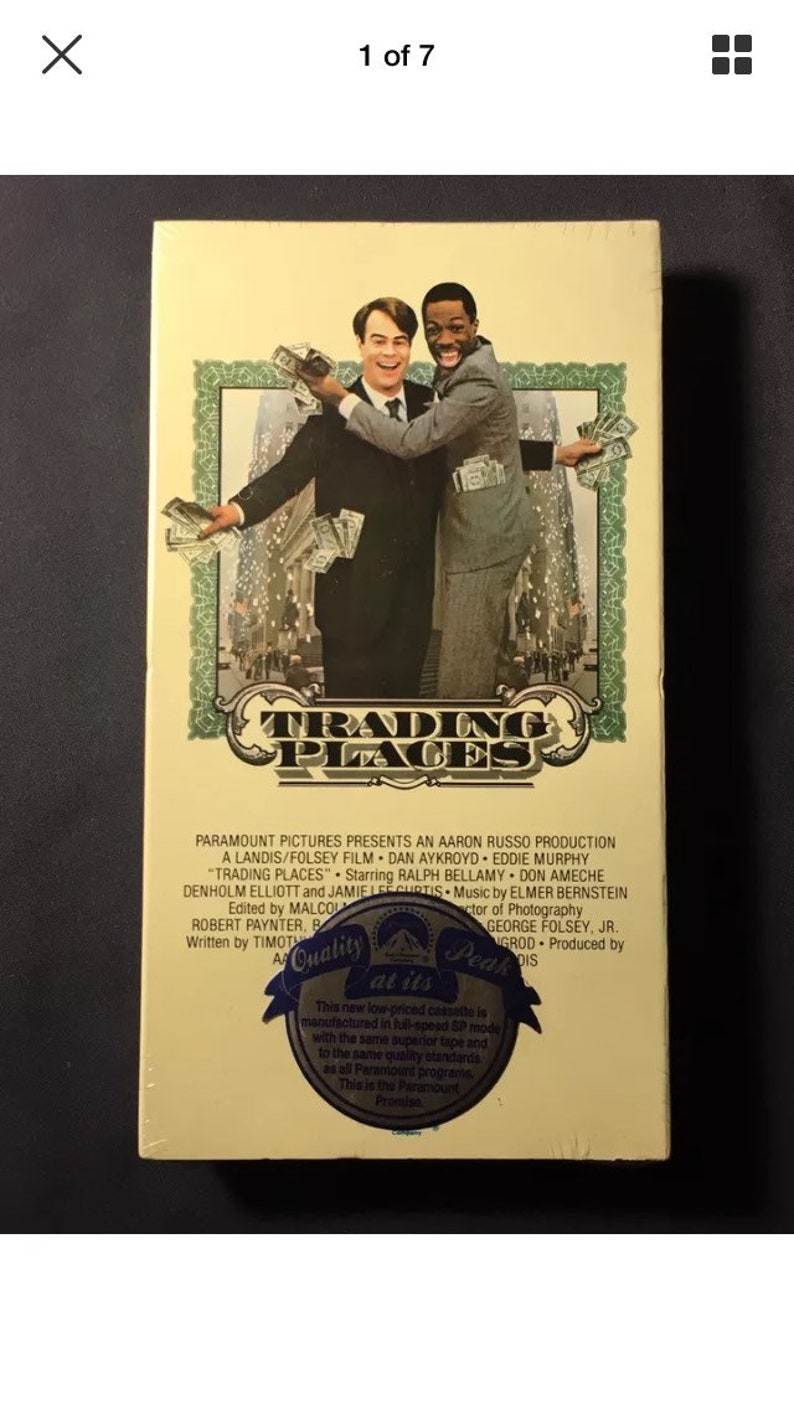 1 of 7
TRADING
PLACES
PARAMOUNT PICTURES PRESENTS AN AARON RUSSO PRODUCTION
A LANDIS/FOLSEY FILM • DAN AYKROYD • EDDIE MURPHY
"TRADING PLACES" • Starring RALPH BELLAMY • DON AMECHE
DENHOLM ELLIOTT and JAMIE LEE CURTIS • Music by ELMER BERNSTEIN
Edited by of Photography
ROBERT PAYNTER, GEORGE FOLSEY, JR.
Written by • Produced by
Quality
Peak
at its
This new low-priced cassette is
manufactured in full-speed SP mode
with the same superior tape and
to the same quality standards
as all Paramount programs.
This is the Paramount
Promise.
Company ®